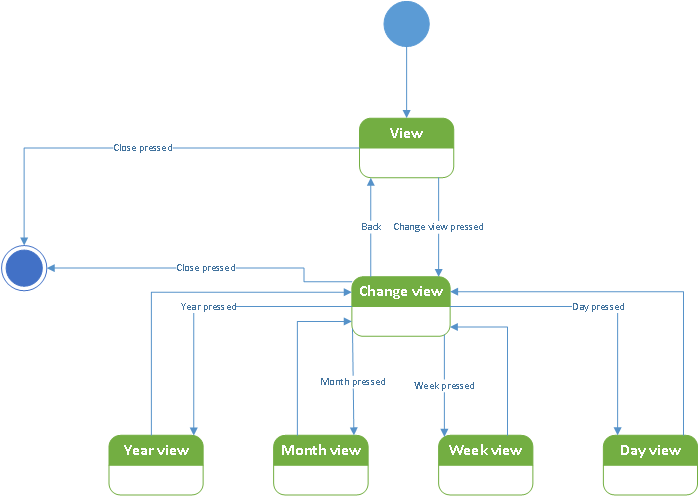 View
Close pressed
Back
Change view pressed
Close pressed
Change view
Year pressed
Day pressed
Month pressed
Week pressed
Year view
Month view
Week view
Day view